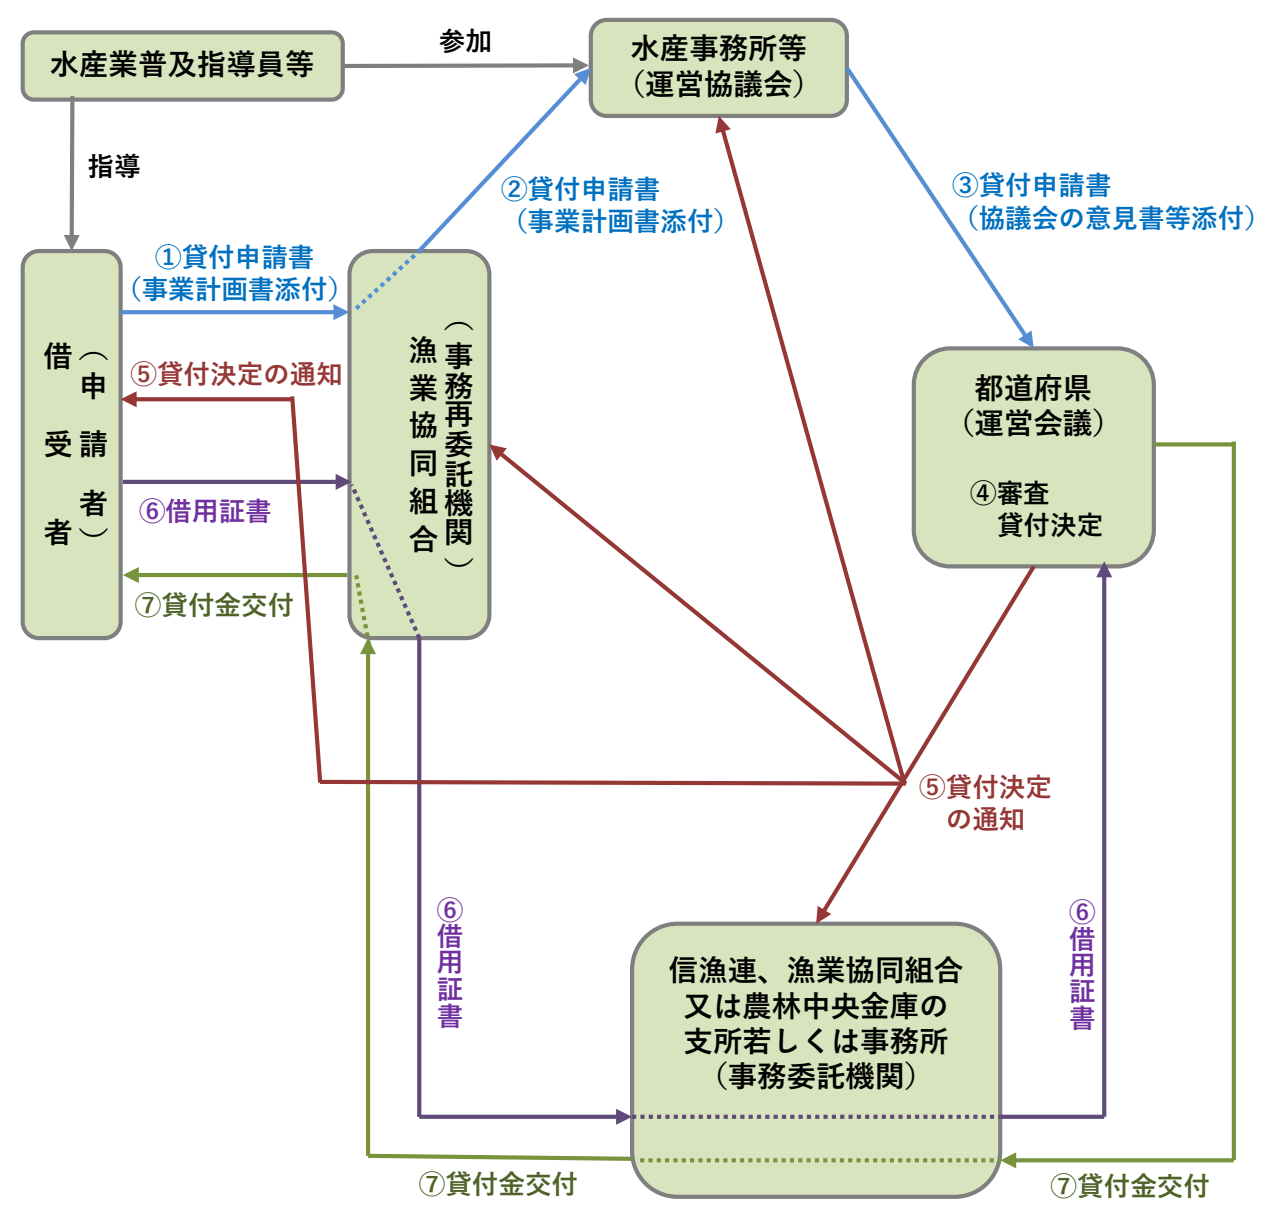 水産業普及指導員等
参加
水産事務所等
（運営協議会）
指導
②貸付申請書
（事業計画書添付）
③貸付申請書
（協議会の意見書等添付）
①貸付申請書
（事業計画書添付）
借受者
（申請者）
⑤貸付決定の通知
⑥借用証書
⑦貸付金交付
（事務再委託機関）
漁業協同組合
都道府県
（運営会議）
④審査
貸付決定
⑤貸付決定
の通知
⑥借用証書
⑥借用証書
信漁連、漁業協同組合
又は農林中央金庫の
支所若しくは事務所
（事務委託機関）
⑦貸付金交付
⑦貸付金交付